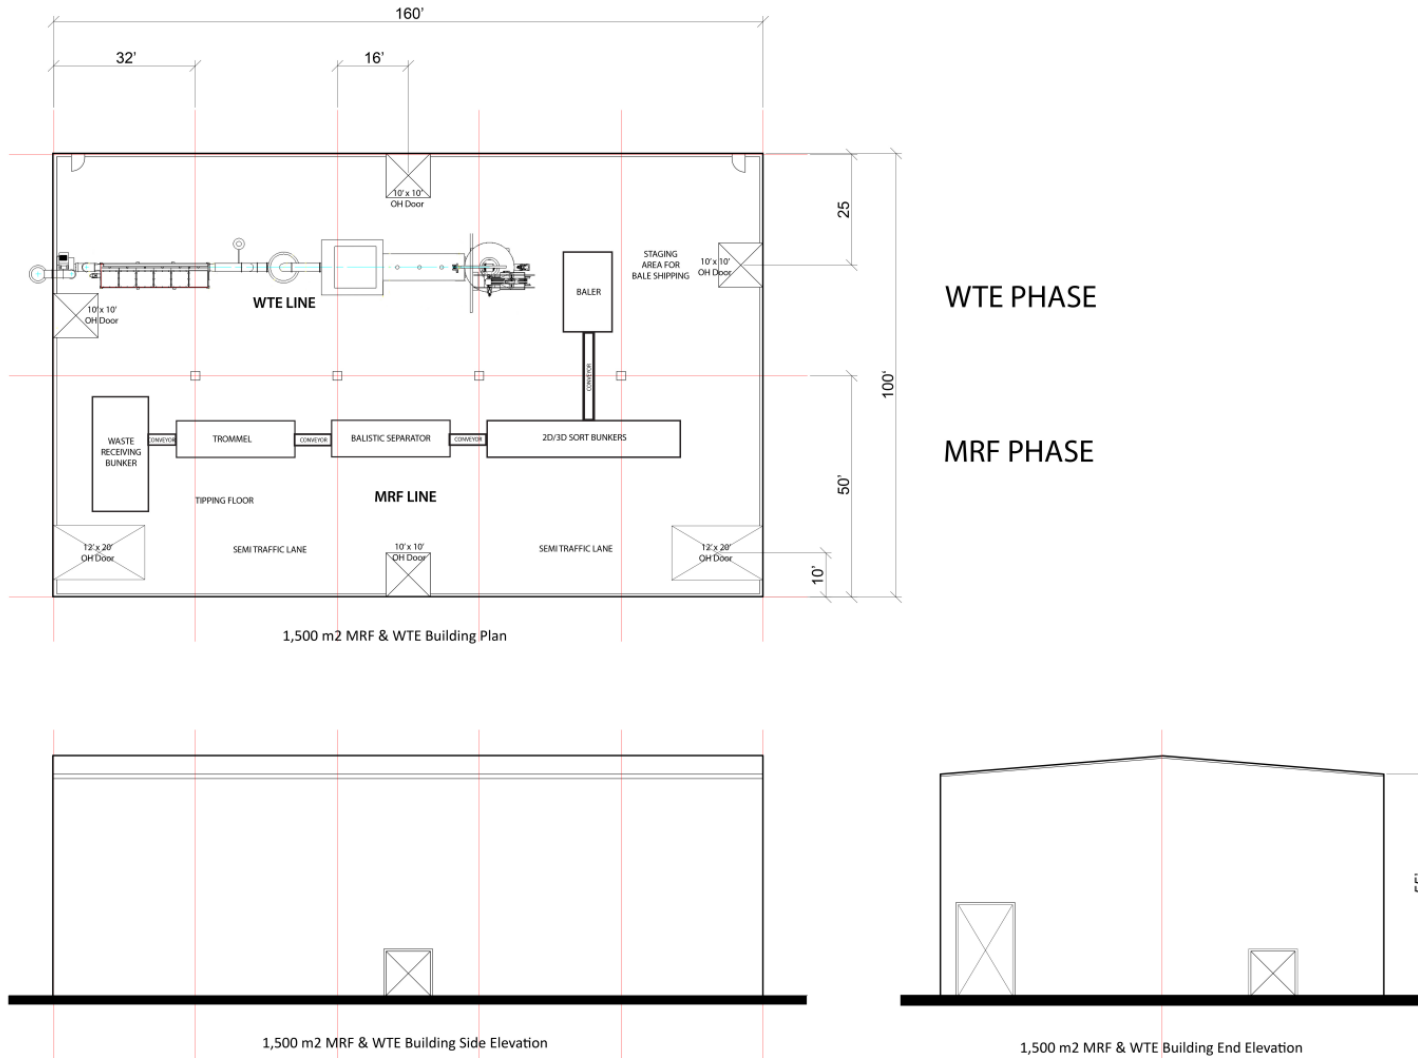 160'
32'
16'
10' x 10'
OH Door
25
STAGING
AREA FOR
BALE SHIPPING
10' x 10'
OH Door
BALER
WTE LINE
10' x 10'
OH Door
WTE PHASE
CONVEYOR
100'
WASTE
RECEIVING
BUNKER
CONVEYOR
TROMMEL
CONVEYOR
BALISTIC SEPARATOR
CONVEYOR
2D/3D SORT BUNKERS
MRF PHASE
50'
TIPPING FLOOR
MRF LINE
12' x 20'
OH Door
SEMI TRAFFIC LANE
10' x 10'
OH Door
SEMI TRAFFIC LANE
12' x 20'
OH Door
10'
1,500 m2 MRF & WTE Building Plan
1,500 m2 MRF & WTE Building Side Elevation
1,500 m2 MRF & WTE Building End Elevation